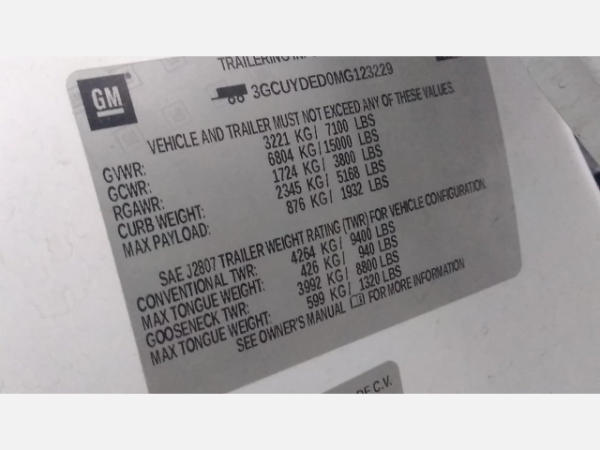 TRAILERING IN
GM
3GCUYDED0MG123229
VEHICLE AND TRAILER MUST NOT EXCEED ANY OF THESE VALUES.
GVWR: 3221 KG/ 7100 LBS
GCWR: 6804 KG/15000 LBS
RGAWR: 1724 KG/ 3800 LBS
CURB WEIGHT: 2345 KG/ 5168 LBS
MAX PAYLOAD: 876 KG/ 1932 LBS
SAE J2807 TRAILER WEIGHT RATING (TWR) FOR VEHICLE CONFIGURATION.
CONVENTIONAL TWR: 4264 KG/ 9400 LBS
MAX TONGUE WEIGHT: 426 KG/ 940 LBS
GOOSENECK TWR: 3992 KG/ 8800 LBS
MAX TONGUE WEIGHT: 599 KG/ 1320 LBS
SEE OWNER'S MANUAL FOR MORE INFORMATION
DE C.V.